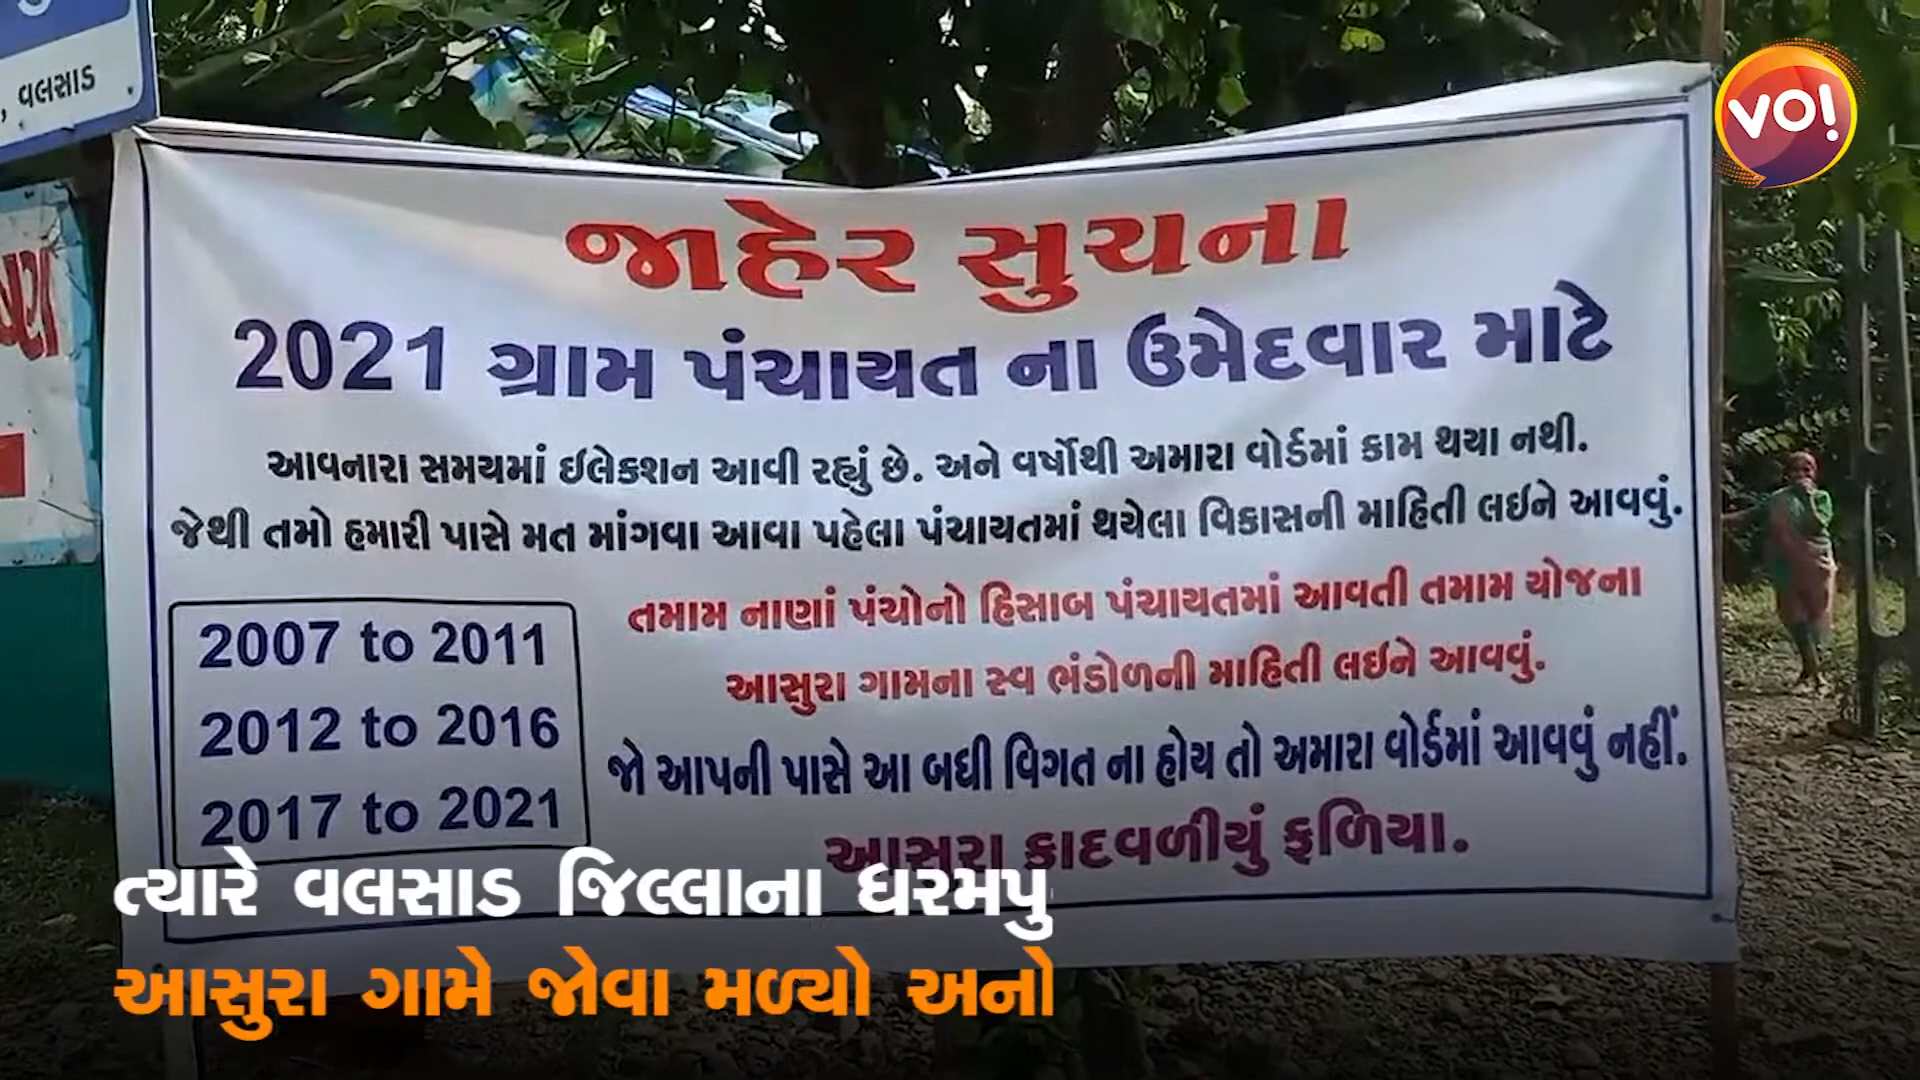 , વલસાડ
VO!
જાહેર સુચના
2021 ગ્રામ પંચાયત ના ઉમેદવાર માટે
આવનારા સમયમાં ઈલેકશન આવી રહ્યું છે. અને વર્ષોથી અમારા વોર્ડમાં કામ થયા નથી.
જેથી તમો હમારી પાસે મત માંગવા આવા પહેલા પંચાયતમાં થયેલા વિકાસની માહિતી લઈને આવવું.
તમામ નાણાં પંચોનો હિસાબ પંચાયતમાં આવતી તમામ યોજના
આસુરા ગામના સ્વ ભંડોળની માહિતી લઈને આવવું.
જો આપની પાસે આ બધી વિગત ના હોય તો અમારા વોર્ડમાં આવવું નહીં.
આસુરા કાદવળીયું ફળિયા.
2007 to 2011
2012 to 2016
2017 to 2021
ત્યારે વલસાડ જિલ્લાના ધરમપુ
આસુરા ગામે જોવા મળ્યો અનો